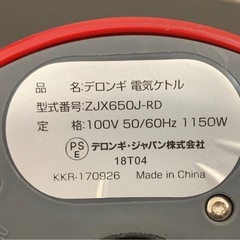 品:デロンギ 電気ケトル
型式番号:ZJX650J-RD
定 格:100V 50/60Hz 1150W
PS
E
デロンギ・ジャパン株式会社
18T04
KKR-170926 Made in China